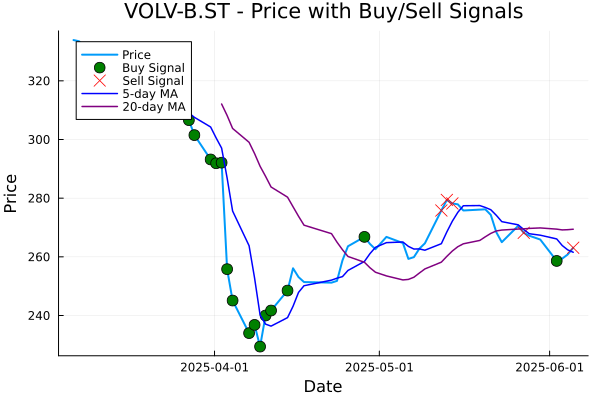 VOLV-B.ST - Price with Buy/Sell Signals
Price
Buy Signal
Sell Signal
5-day MA
20-day MA
320
300
280
260
240
Price
2025-04-01
2025-05-01
2025-06-01
Date